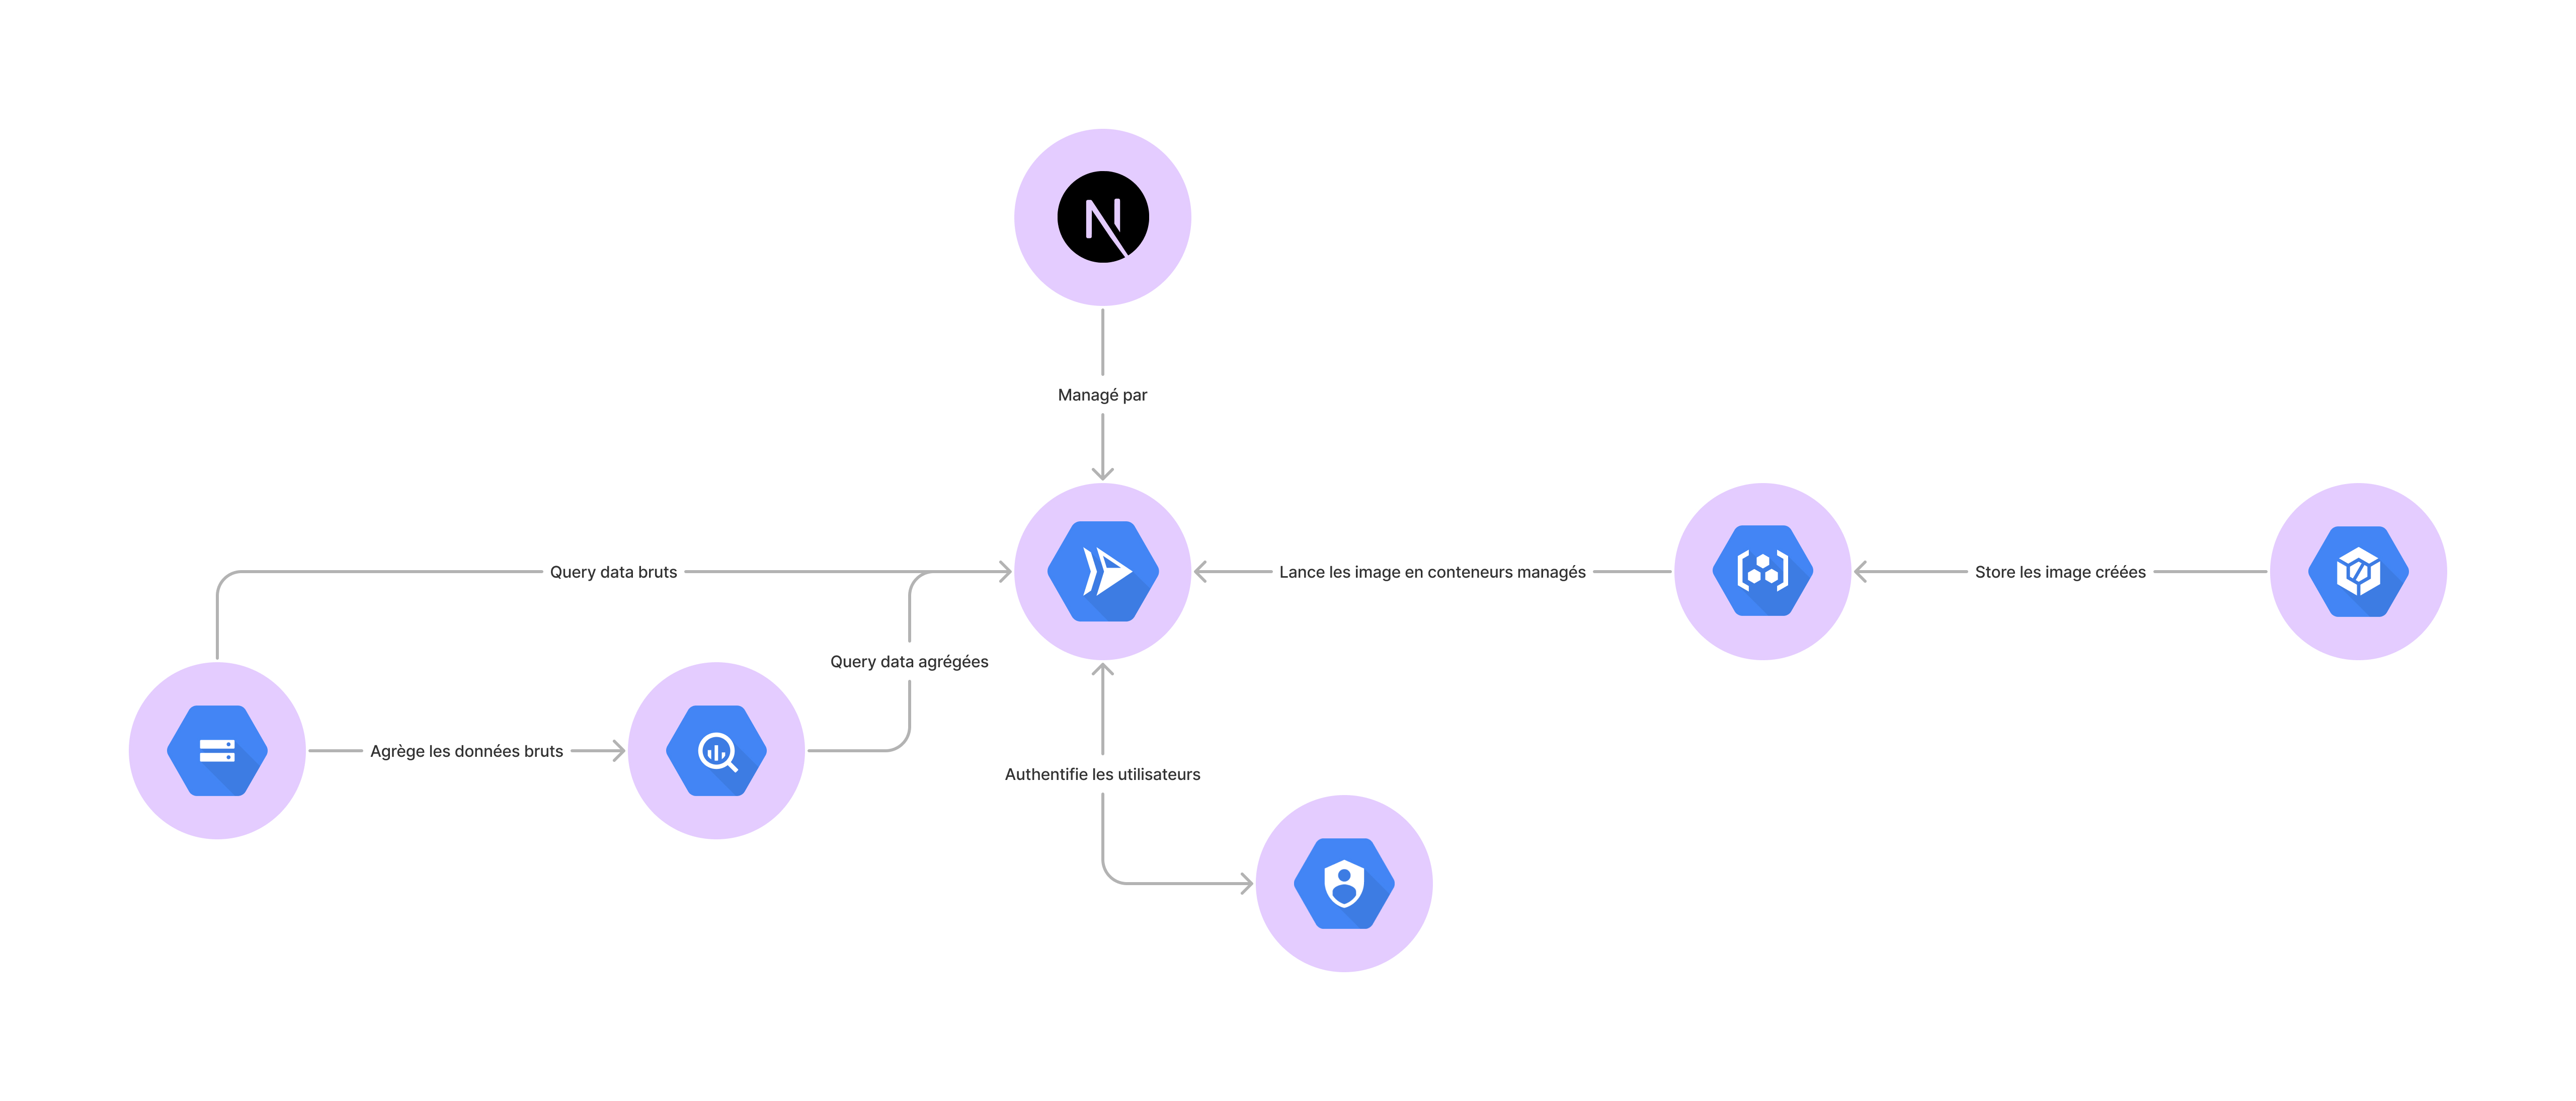 Managé par
Query data bruts
Lance les image en conteneurs managés
Store les image créées
Query data agrégées
Agrège les données bruts
Authentifie les utilisateurs